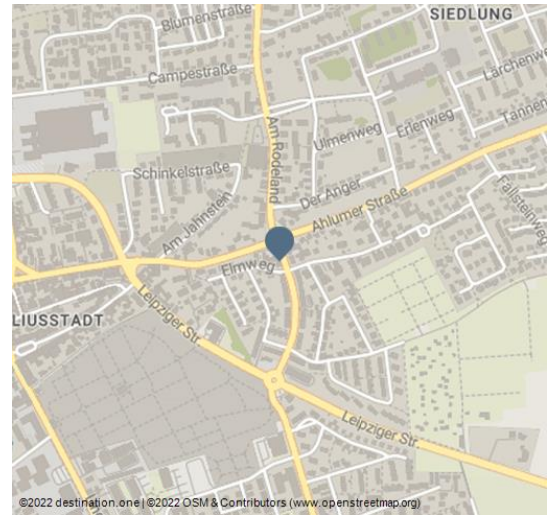 SIEDLUNG
Blumenstraße
Campestraße
Lärchenwe
Tannen
Erlenweg
Ulmenweg
Am Rodeland
Schinkelstraße
Der Anger
Ahlumer Straße
Fallsteinweg
Am Jahnstein
Elmweg
LIUSSTADT
Leipziger Str.
Leipziger Str.
©2022 destination.one | ©2022 OSM & Contributors (www.openstreetmap.org)